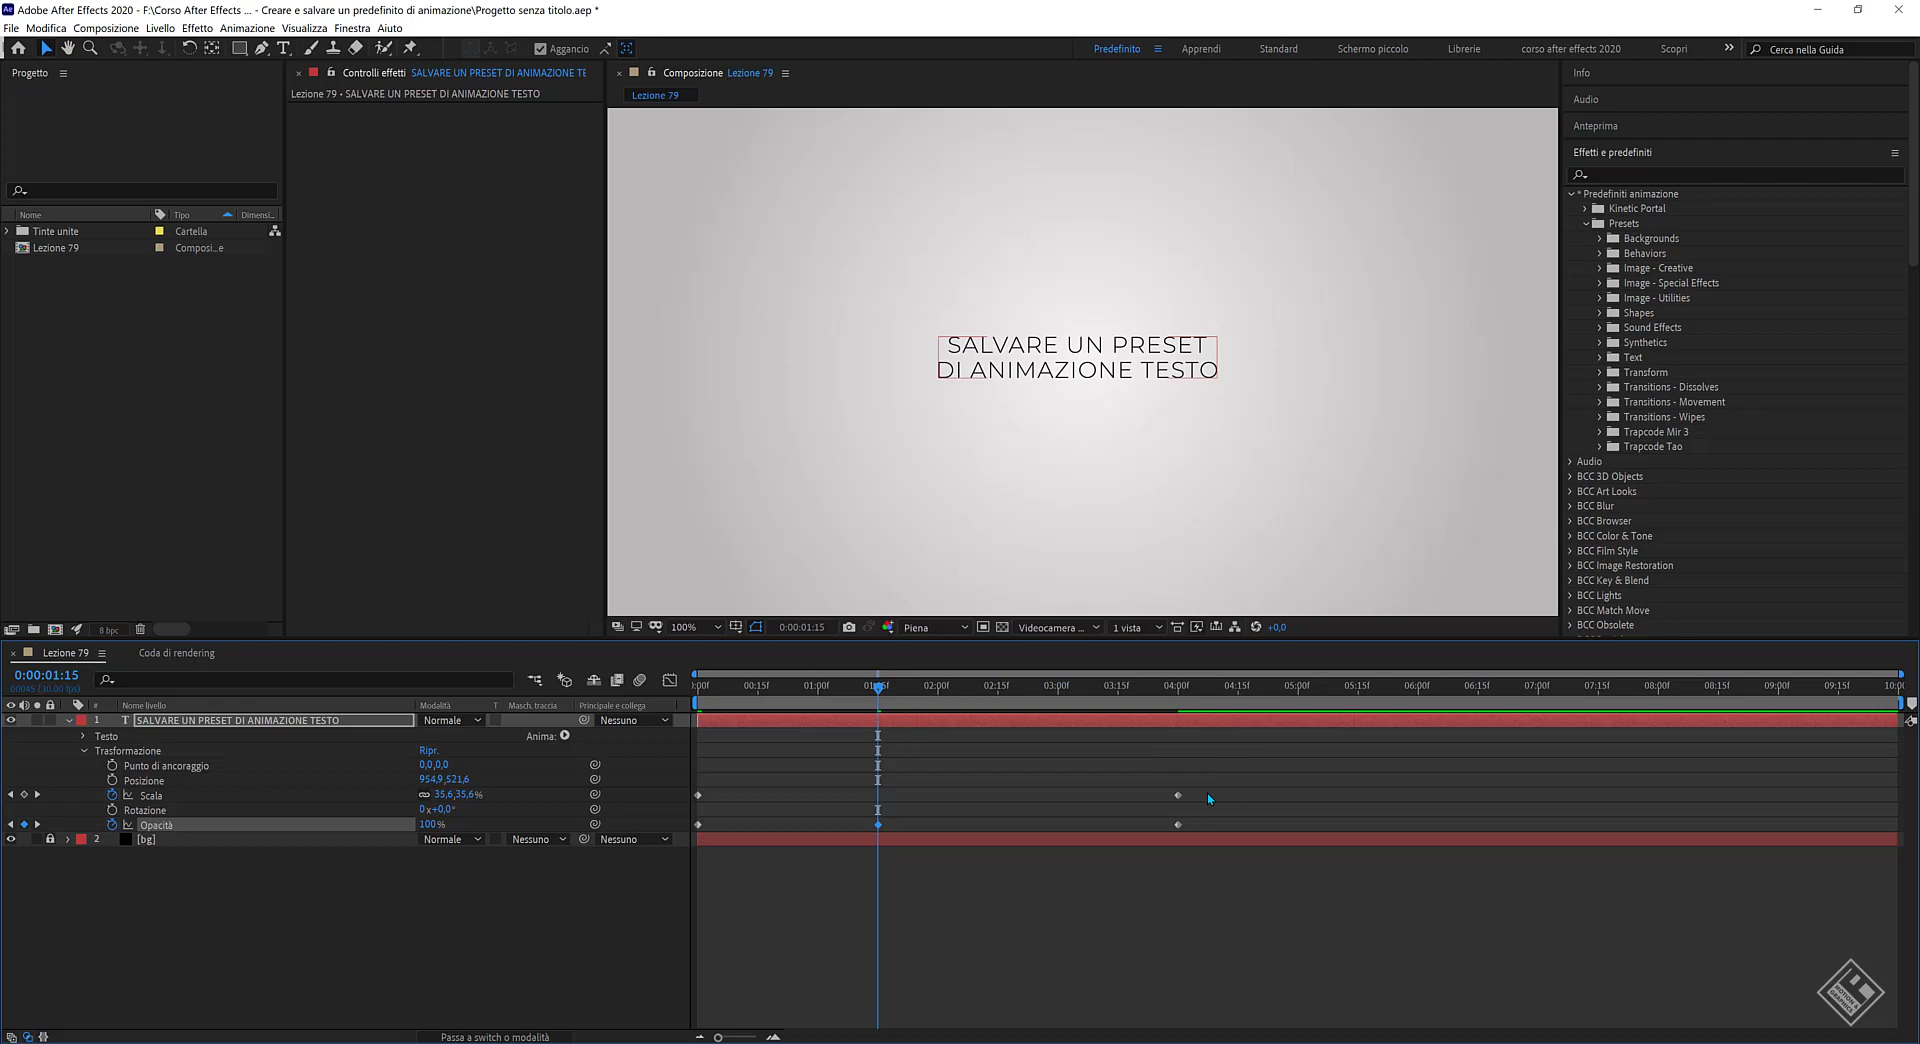 Adobe After Effects 2020 - F:\Corso After Effects ... - Creare e salvare un predefinito di animazione\Progetto senza titolo.aep *
File Modifica Composizione Livello Effetto Animazione Visualizza Finestra Aiuto
Aggancio
Predefinito Apprendi Standard Schermo piccolo Librerie corso after effects 2020 Scopri Cerca nella Guida
Progetto
Nome Tipo Dimensi...
Tinte unite Cartella
Lezione 79 Composi...e
8 bpc
Controlli effetti SALVARE UN PRESET DI ANIMAZIONE TE
Lezione 79 • SALVARE UN PRESET DI ANIMAZIONE TESTO
Composizione Lezione 79
Lezione 79
SALVARE UN PRESET
DI ANIMAZIONE TESTO
100% 0:00:01:15 Piena Videocamera ... 1 vista +0,0
Info
Audio
Anteprima
Effetti e predefiniti
* Predefiniti animazione
Kinetic Portal
Presets
Backgrounds
Behaviors
Image - Creative
Image - Special Effects
Image - Utilities
Shapes
Sound Effects
Synthetics
Text
Transform
Transitions - Dissolves
Transitions - Movement
Transitions - Wipes
Trapcode Mir 3
Trapcode Tao
Audio
BCC 3D Objects
BCC Art Looks
BCC Blur
BCC Browser
BCC Color & Tone
BCC Film Style
BCC Image Restoration
BCC Key & Blend
BCC Lights
BCC Match Move
BCC Obsolete
Lezione 79 Coda di rendering
0:00:01:15
00045 (30.00 fps)
):00f 00:15f 01:00f 02:00f 02:15f 03:00f 03:15f 04:00f 04:15f 05:00f 05:15f 06:00f 06:15f 07:00f 07:15f 08:00f 08:15f 09:00f 09:15f 10:0(
# Nome livello Modalità T Masch. traccia Principale e collega
1 T SALVARE UN PRESET DI ANIMAZIONE TESTO Normale Nessuno
Testo Anima:
Trasformazione Ripr.
Punto di ancoraggio 0,0,0,0
Posizione 954,9,521,6
Scala 35,6,35,6%
Rotazione 0 x+0,0°
Opacità 100 %
2 [bg] Normale Nessuno Nessuno
Passa a switch o modalità
MOTION &
GRAPHICS